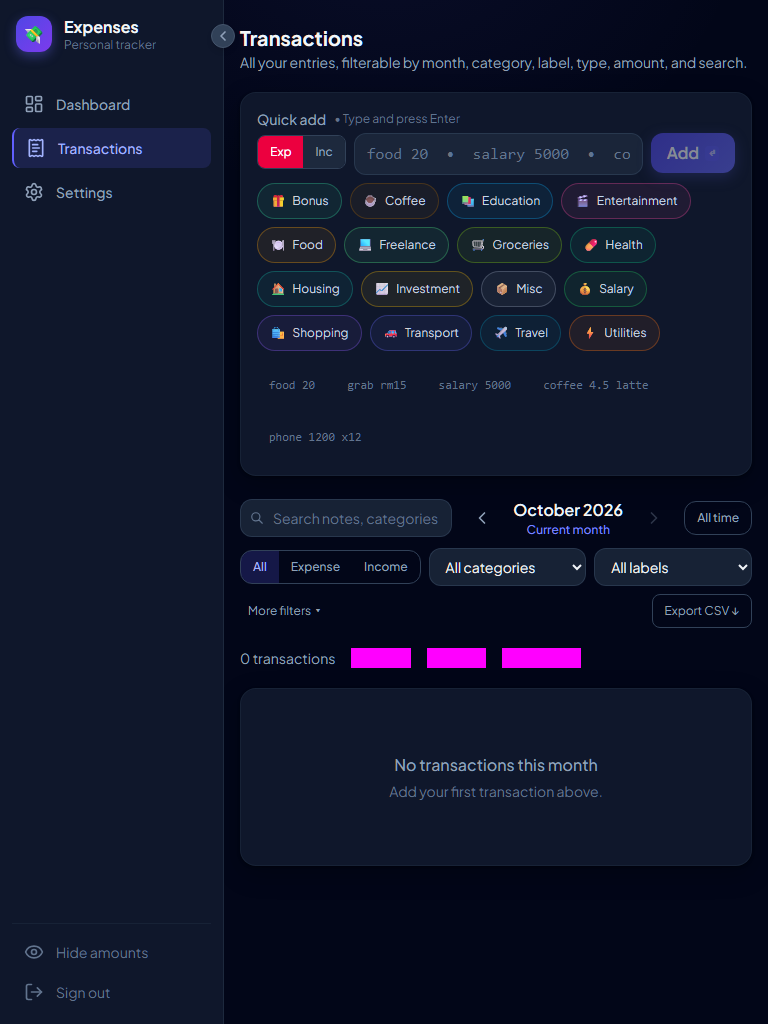 Expenses
Personal tracker
Dashboard
Transactions
Settings
Hide amounts
Sign out
Transactions
All your entries, filterable by month, category, label, type, amount, and search.
Quick add • Type and press Enter
Exp Inc food 20 • salary 5000 • co Add
Bonus Coffee Education Entertainment
Food Freelance Groceries Health
Housing Investment Misc Salary
Shopping Transport Travel Utilities
food 20 grab rm15 salary 5000 coffee 4.5 latte
phone 1200 x12
Search notes, categories October 2026 All time
Current month
All Expense Income All categories All labels
More filters Export CSV ↓
0 transactions
No transactions this month
Add your first transaction above.